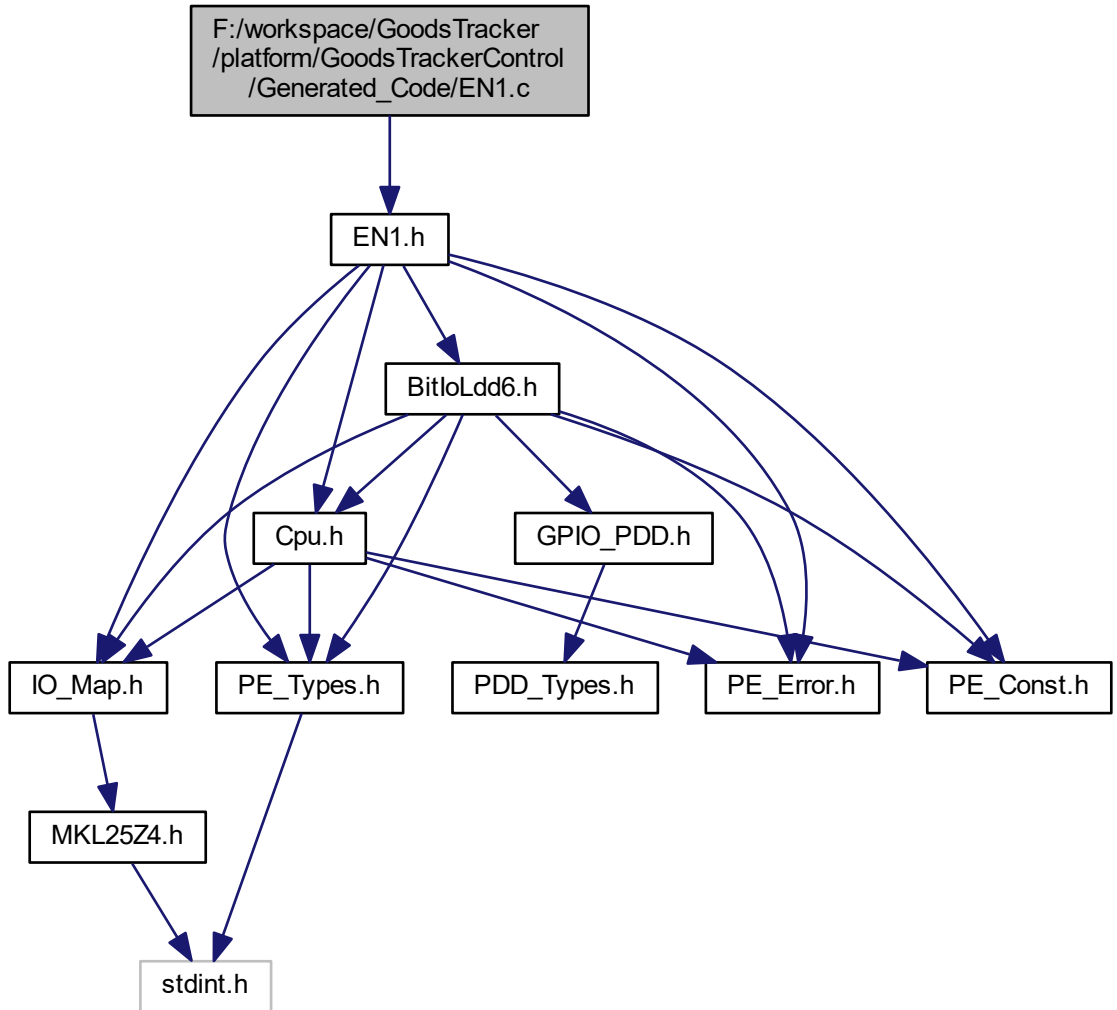 F:/workspace/GoodsTracker
/platform/GoodsTrackerControl
/Generated_Code/EN1.c
EN1.h
BitIoLdd6.h
Cpu.h
GPIO_PDD.h
IO_Map.h
PE_Types.h
PDD_Types.h
PE_Error.h
PE_Const.h
MKL25Z4.h
stdint.h